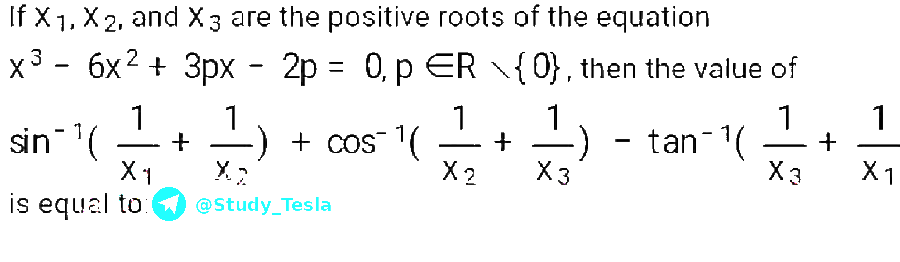 If x₁, x₂, and x₃ are the positive roots of the equation
x³ - 6x² + 3px - 2p = 0, p ∈R \{0}, then the value of
sin⁻¹( 1/x₁ + 1/x₂ ) + cos⁻¹( 1/x₂ + 1/x₃ ) - tan⁻¹( 1/x₃ + 1/x₁
is equal to: @Study_Tesla